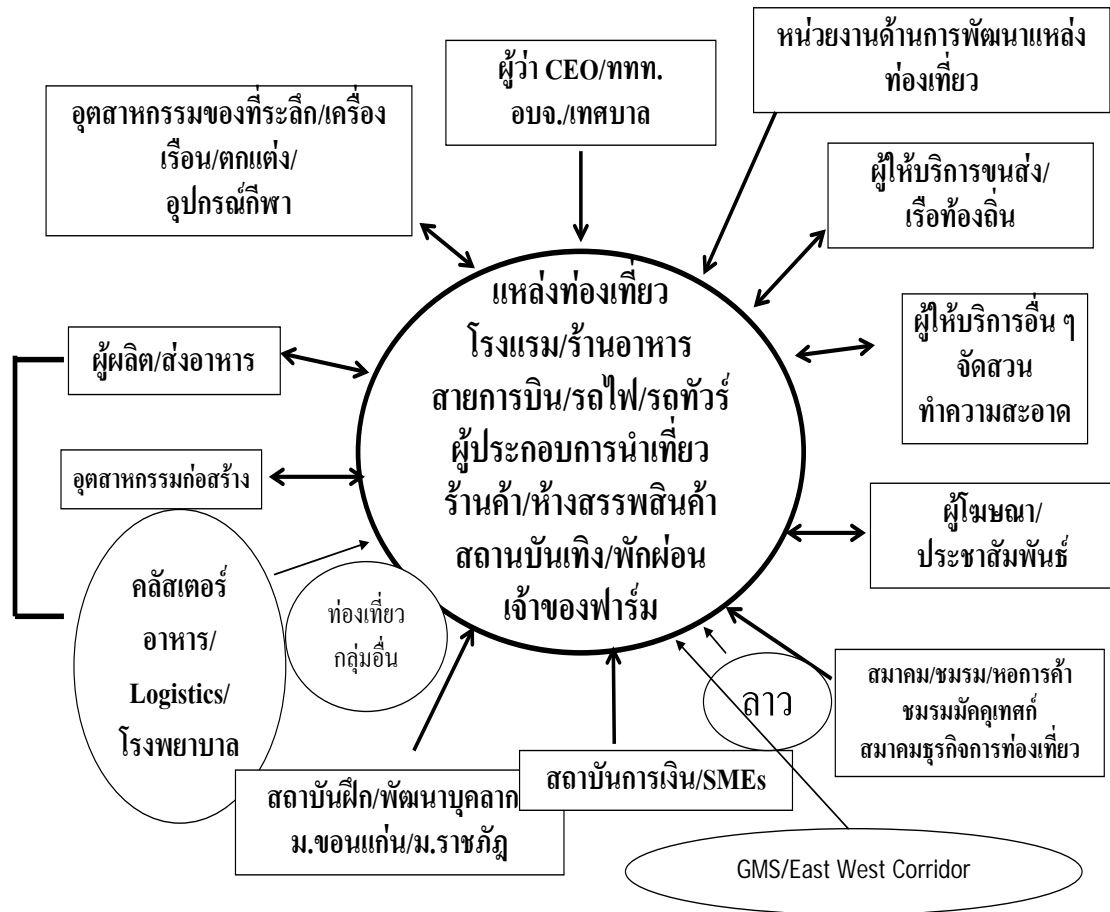 หน่วยงานด้านการพัฒนาแหล่ง
ท่องเที่ยว
ผู้ว่า CEO/ททท.
อบจ./เทศบาล
อุตสาหกรรมของที่ระลึก/เครื่อง
เรือน/ตกแต่ง/
อุปกรณ์กีฬา
ผู้ให้บริการขนส่ง/
เรือท้องถิ่น
แหล่งท่องเที่ยว
โรงแรม/ร้านอาหาร
สายการบิน/รถไฟ/รถทัวร์
ผู้ประกอบการนำเที่ยว
ร้านค้า/ห้างสรรพสินค้า
สถานบันเทิง/พักผ่อน
เจ้าของฟาร์ม
ผู้ให้บริการอื่น ๆ
จัดสวน
ทำความสะอาด
ผู้ผลิต/ส่งอาหาร
อุตสาหกรรมก่อสร้าง
ผู้โฆษณา/
ประชาสัมพันธ์
คลัสเตอร์
อาหาร/
Logistics/
โรงพยาบาล
ท่องเที่ยว
กลุ่มอื่น
ลาว
สมาคม/ชมรม/หอการค้า
ชมรมมัคคุเทศก์
สมาคมธุรกิจการท่องเที่ยว
สถาบันฝึก/พัฒนาบุคลาก
ม.ขอนแก่น/ม.ราชภัฎ
สถาบันการเงิน/SMEs
GMS/East West Corridor